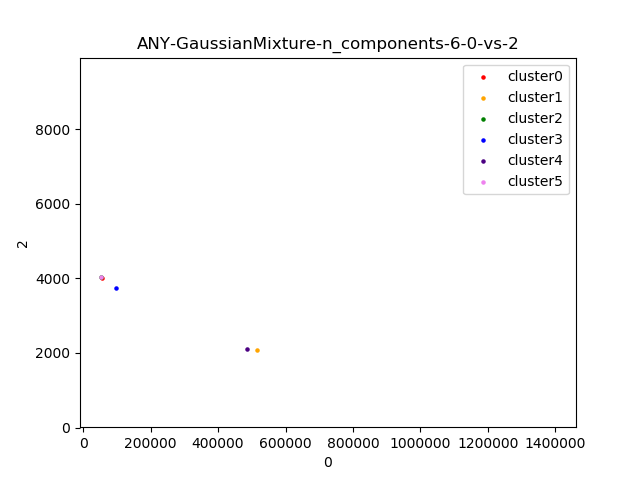 ANY-GaussianMixture-n_components-6-0-vs-2
cluster0
cluster1
cluster2
cluster3
cluster4
cluster5
8000
6000
4000
2000
0
2
0
200000
400000
600000
800000
1000000
1200000
1400000
0